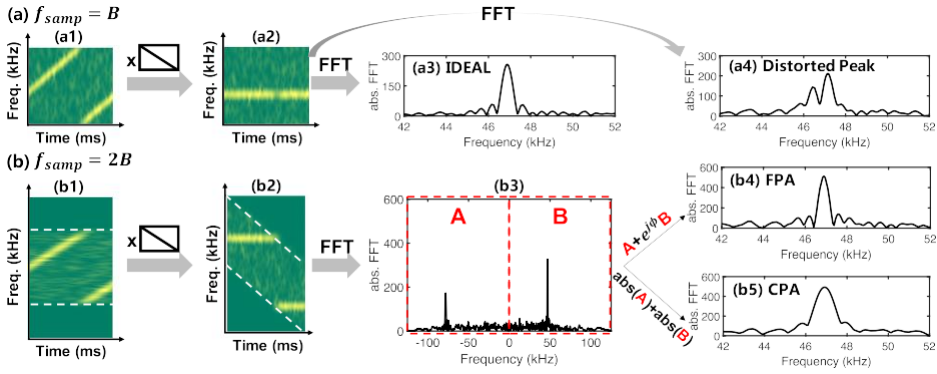 (a) f_samp = B
FFT
(a1)
Freq. (kHz)
Time (ms)
x
(a2)
Time (ms)
FFT
(a3) IDEAL
abs. FFT
300
200
100
0
42 44 46 48 50 52
Frequency (kHz)
(a4) Distorted Peak
abs. FFT
300
200
100
0
42 44 46 48 50 52
Frequency (kHz)
(b) f_samp = 2B
(b1)
Freq. (kHz)
Time (ms)
x
(b2)
Freq. (kHz)
Time (ms)
FFT
(b3)
A B
abs. FFT
600
400
200
0
-100 -50 0 50 100
Frequency (kHz)
A+e^jϕB
abs(A)+abs(B)
(b4) FPA
abs. FFT
600
400
200
0
42 44 46 48 50 52
Frequency (kHz)
(b5) CPA
abs. FFT
600
400
200
0
42 44 46 48 50 52
Frequency (kHz)